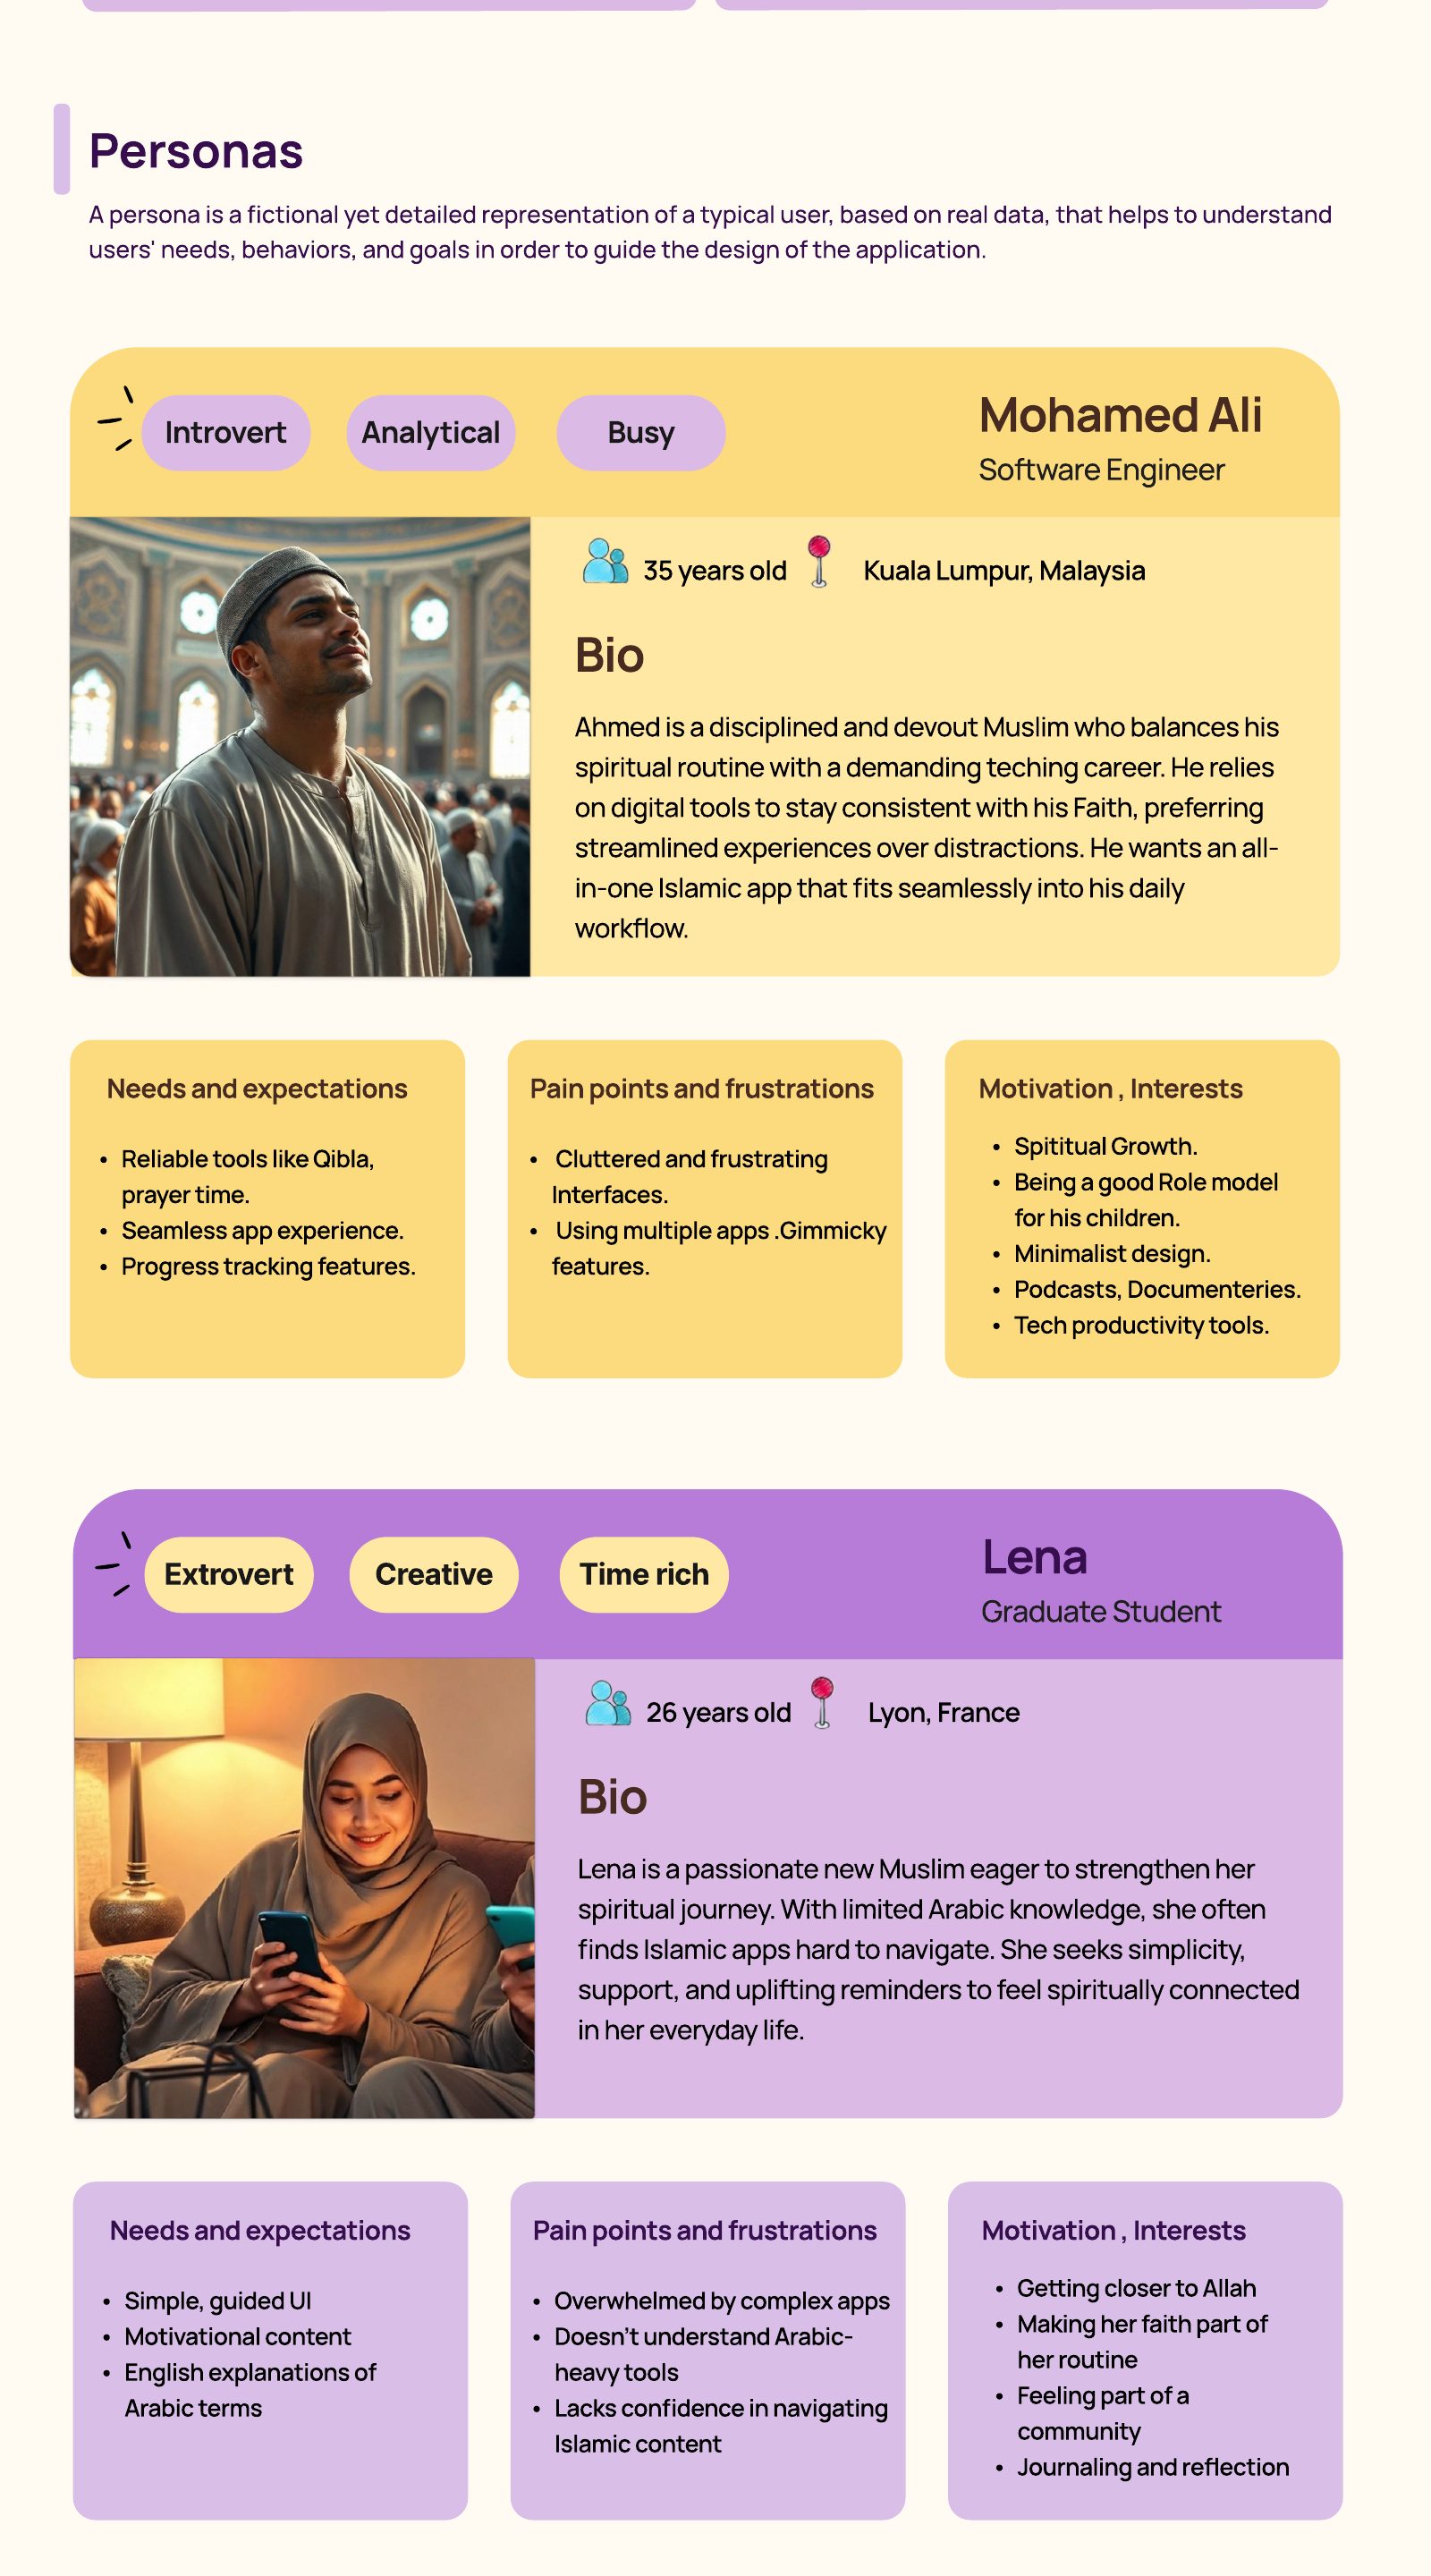 Personas
A persona is a fictional yet detailed representation of a typical user, based on real data, that helps to understand
users' needs, behaviors, and goals in order to guide the design of the application.
Introvert
Analytical
Busy
Mohamed Ali
Software Engineer
35 years old
Kuala Lumpur, Malaysia
Bio
Ahmed is a disciplined and devout Muslim who balances his
spiritual routine with a demanding teching career. He relies
on digital tools to stay consistent with his Faith, preferring
streamlined experiences over distractions. He wants an all-
in-one Islamic app that fits seamlessly into his daily
workflow.
Needs and expectations
• Reliable tools like Qibla,
prayer time.
• Seamless app experience.
• Progress tracking features.
Pain points and frustrations
• Cluttered and frustrating
Interfaces.
• Using multiple apps .Gimmicky
features.
Motivation , Interests
• Spititual Growth.
• Being a good Role model
for his children.
• Minimalist design.
• Podcasts, Documenteries.
• Tech productivity tools.
Extrovert
Creative
Time rich
Lena
Graduate Student
26 years old
Lyon, France
Bio
Lena is a passionate new Muslim eager to strengthen her
spiritual journey. With limited Arabic knowledge, she often
finds Islamic apps hard to navigate. She seeks simplicity,
support, and uplifting reminders to feel spiritually connected
in her everyday life.
Needs and expectations
• Simple, guided UI
• Motivational content
• English explanations of
Arabic terms
Pain points and frustrations
• Overwhelmed by complex apps
• Doesn't understand Arabic-
heavy tools
• Lacks confidence in navigating
Islamic content
Motivation , Interests
• Getting closer to Allah
• Making her faith part of
her routine
• Feeling part of a
community
• Journaling and reflection